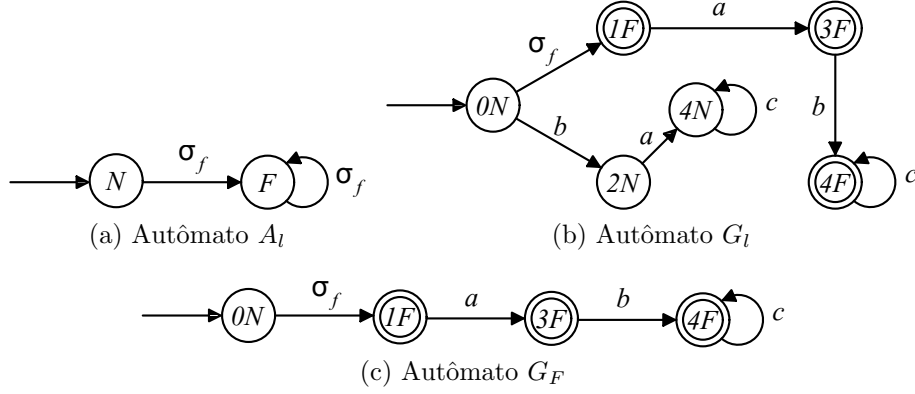 σf
a
1F
3F
0N
σf
b
a
4N
c
b
2N
4F
c
N
σf
F
σf
(a) Autômato Al
(b) Autômato Gl
0N
σf
1F
a
3F
b
4F
c
(c) Autômato GF